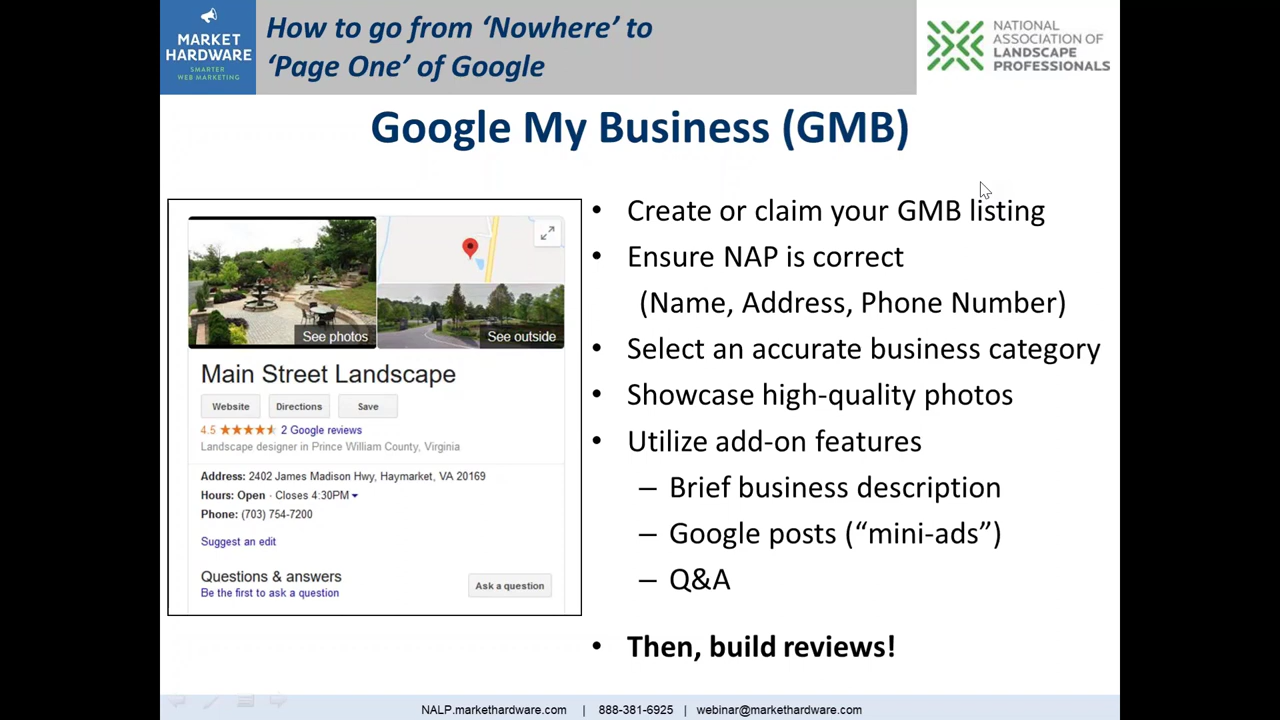 MARKET
HARDWARE
SMARTER
WEB MARKETING
How to go from ‘Nowhere’ to
‘Page One’ of Google
NATIONAL
ASSOCIATION OF
LANDSCAPE
PROFESSIONALS
Google My Business (GMB)
See photos
See outside
Main Street Landscape
Website
Directions
Save
4.5 ★★★★★ 2 Google reviews
Landscape designer in Prince William County, Virginia
Address: 2402 James Madison Hwy, Haymarket, VA 20169
Hours: Open · Closes 4:30PM
Phone: (703) 754-7200
Suggest an edit
Questions & answers
Be the first to ask a question
Ask a question
• Create or claim your GMB listing
• Ensure NAP is correct
(Name, Address, Phone Number)
• Select an accurate business category
• Showcase high-quality photos
• Utilize add-on features
– Brief business description
– Google posts (“mini-ads”)
– Q&A
• Then, build reviews!
NALP.markethardware.com | 888-381-6925 | webinar@markethardware.com